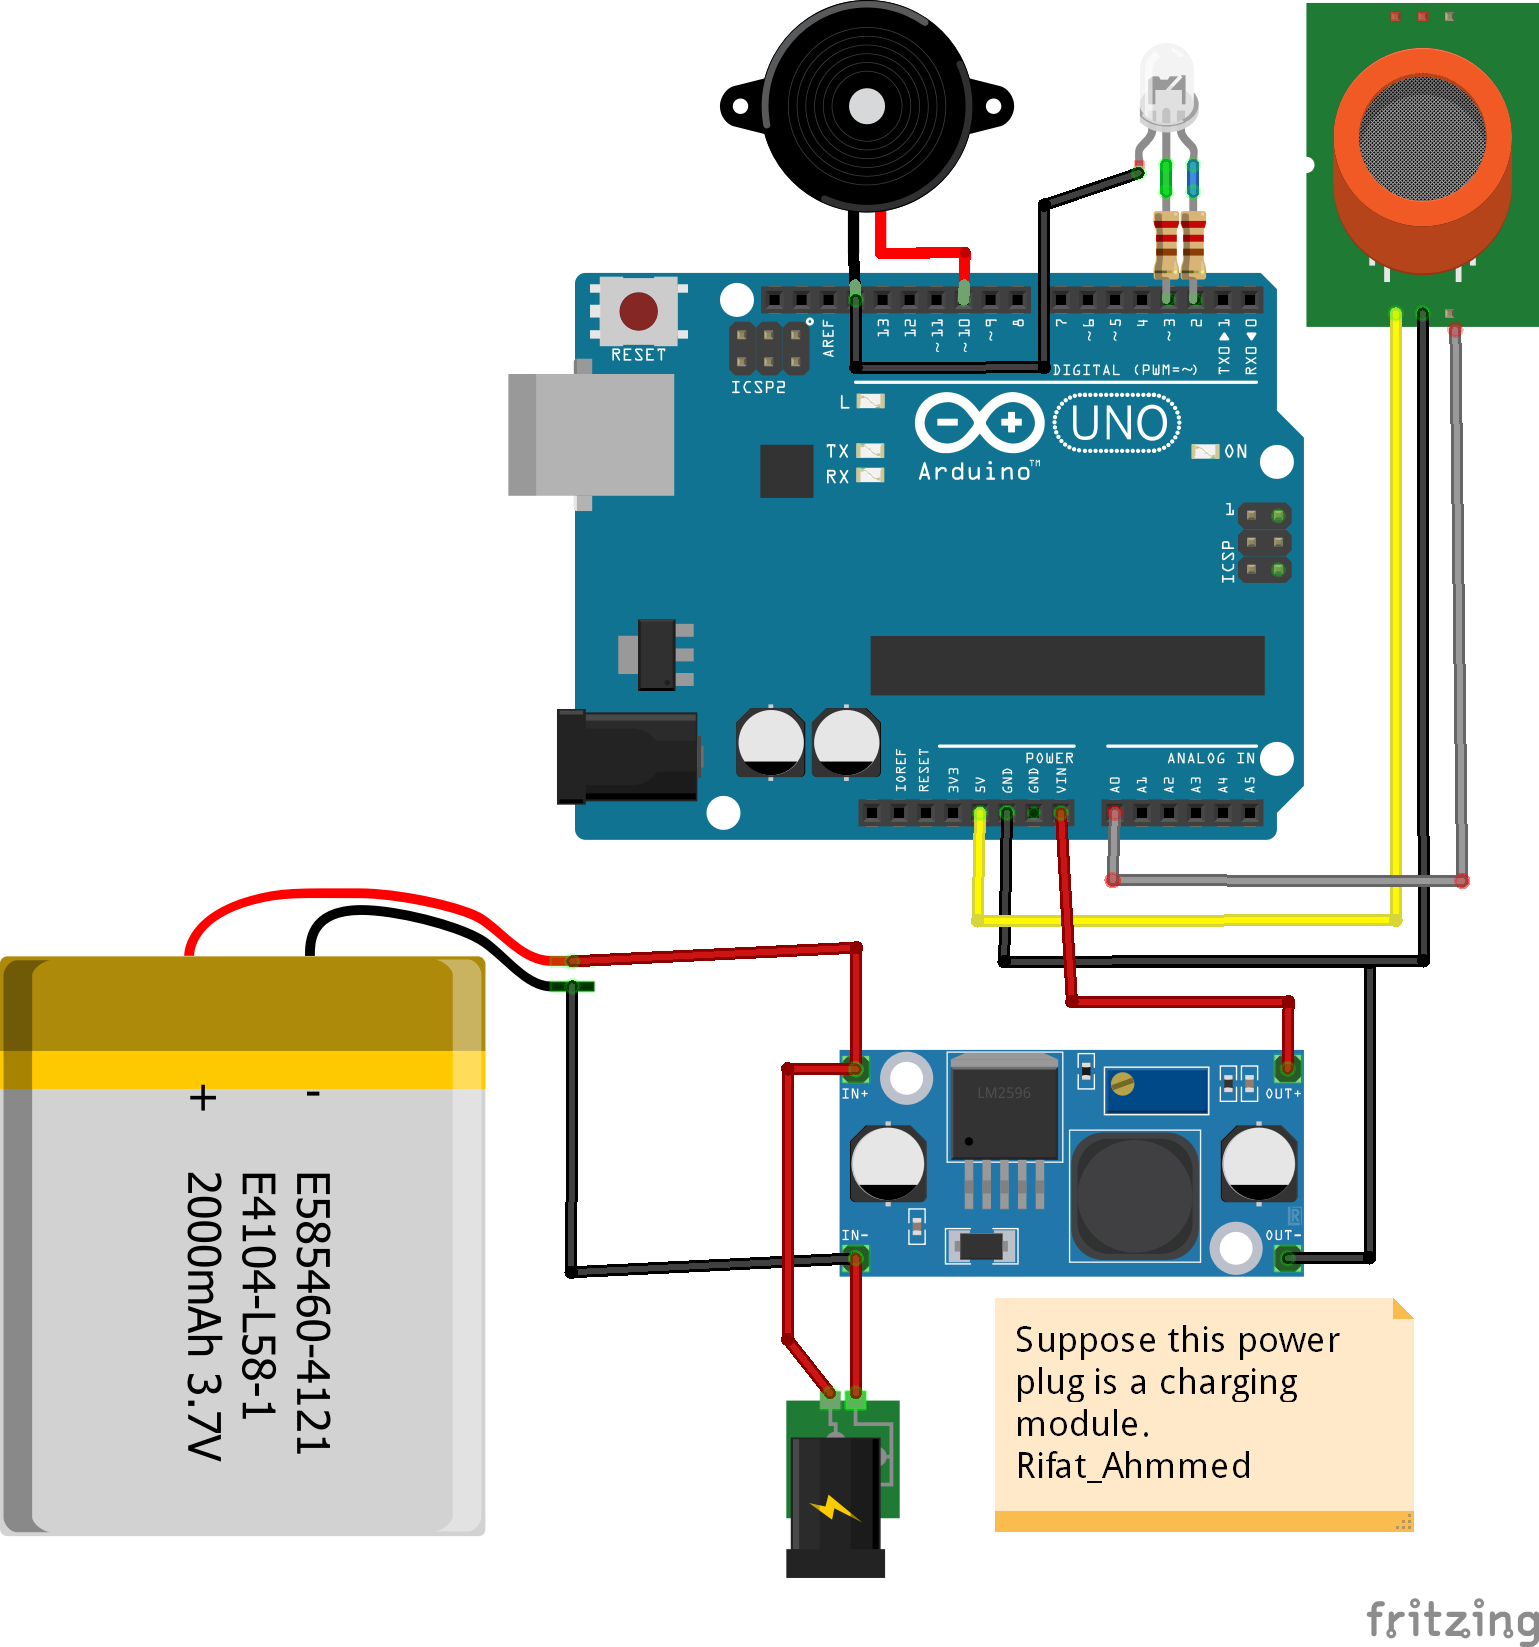 RESET
ICSP2
AREF
13
12
~11
~10
~9
8
7
~6
~5
4
~3
2
TX0▶1
RX0◀0
DIGITAL (PWM=~)
L
TX
RX
Arduino™
UNO
ON
1
ICSP
IOREF
RESET
3V3
5V
GND
GND
VIN
POWER
ANALOG IN
A0
A1
A2
A3
A4
A5
+ -
E585460-4121
E4104-L58-1
2000mAh 3.7V
IN+
LM2596
OUT+
IN-
OUT-
R
Suppose this power
plug is a charging
module.
Rifat_Ahmmed
fritzing